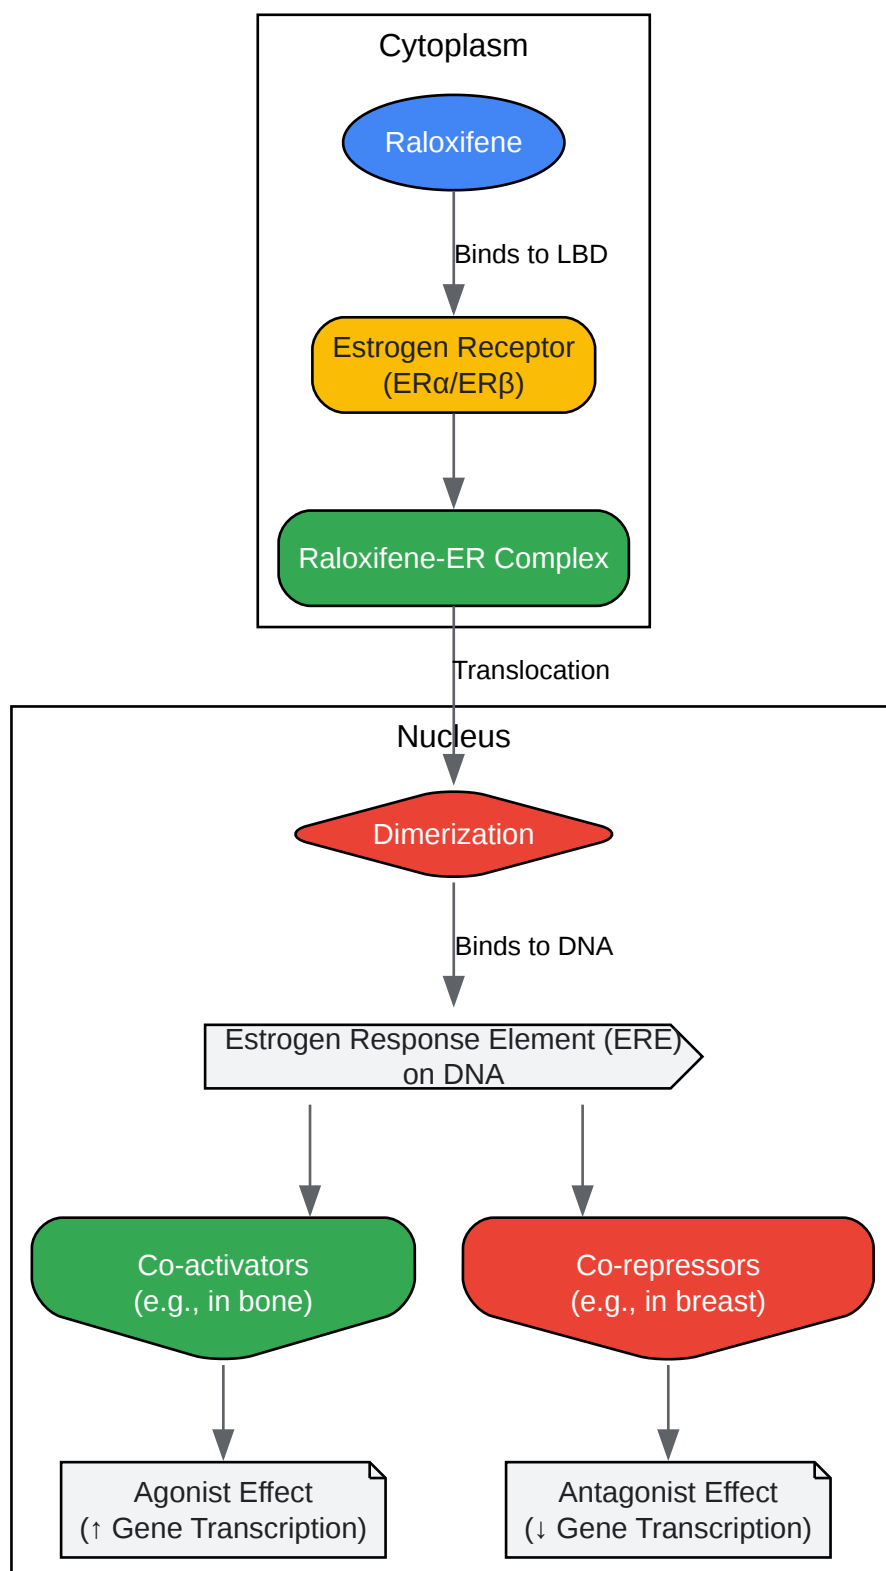 Cytoplasm
Raloxifene
Binds to LBD
Estrogen Receptor
(ERα/ERβ)
Raloxifene-ER Complex
Translocation
Nucleus
Dimerization
Binds to DNA
Estrogen Response Element (ERE)
on DNA
Co-activators
(e.g., in bone)
Co-repressors
(e.g., in breast)
Agonist Effect
(↑ Gene Transcription)
Antagonist Effect
(↓ Gene Transcription)